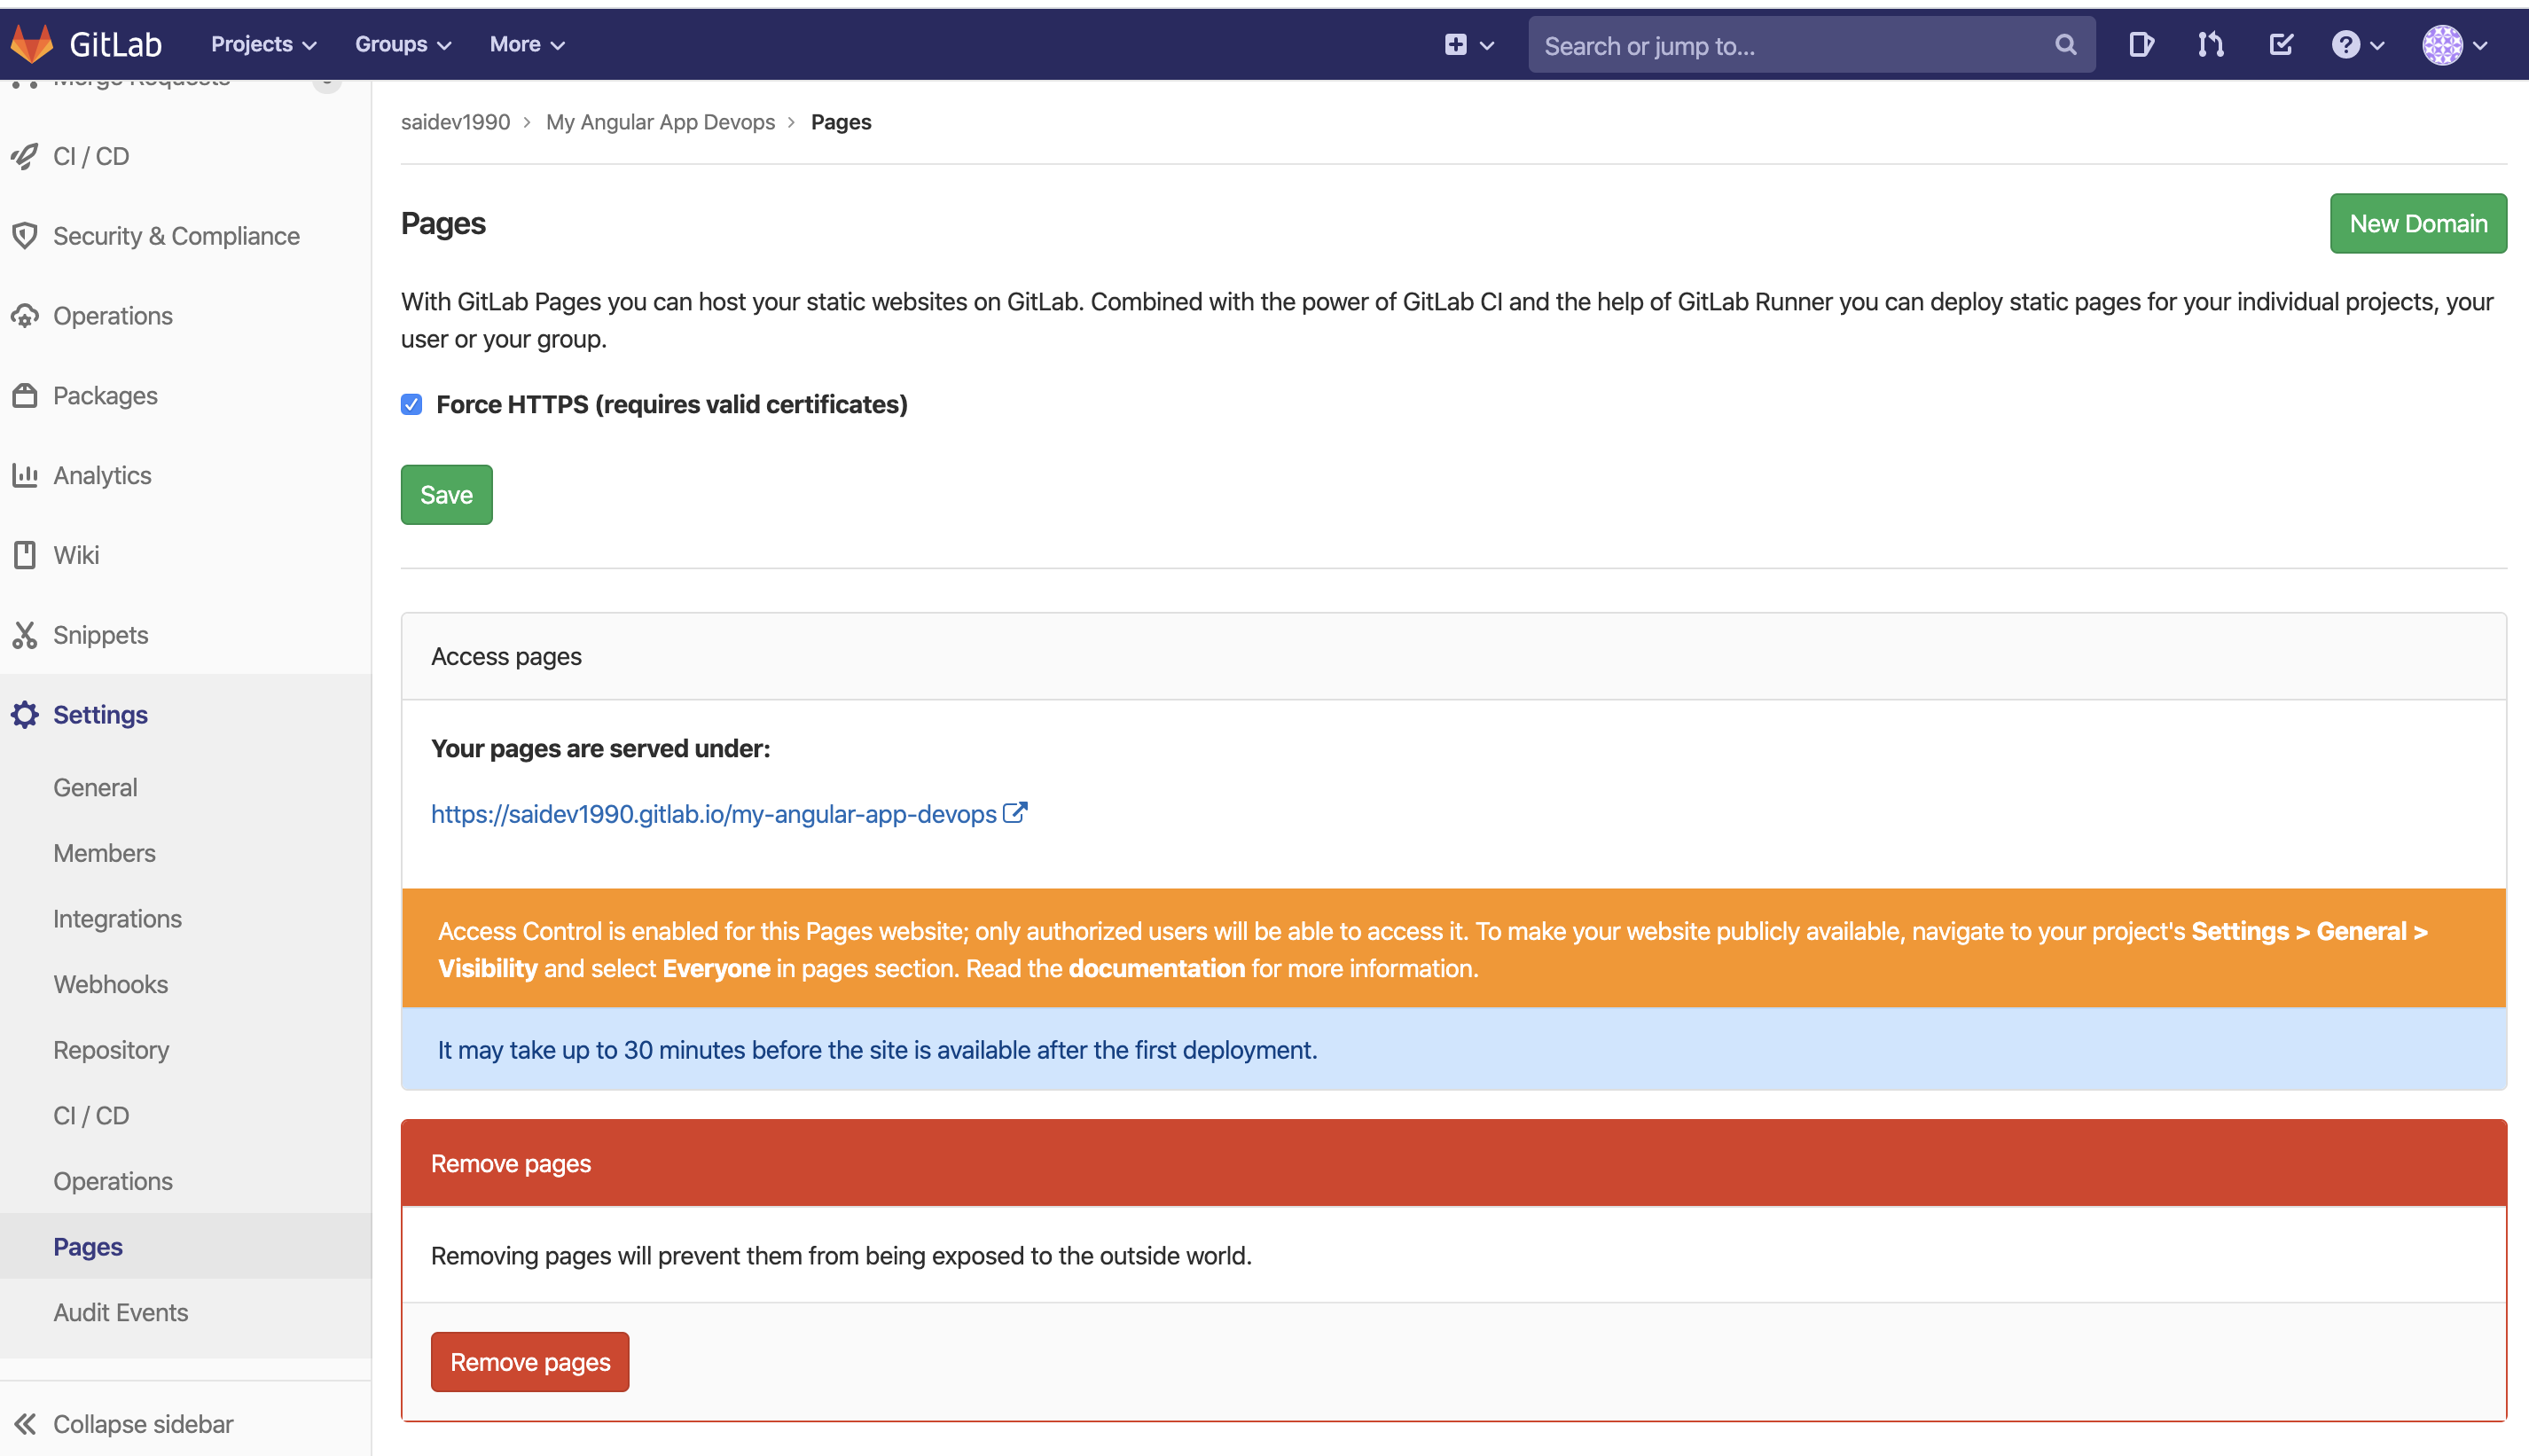 GitLab Projects Groups More Search or jump to...
Merge Requests
CI / CD
Security & Compliance
Operations
Packages
Analytics
Wiki
Snippets
Settings
General
Members
Integrations
Webhooks
Repository
CI / CD
Operations
Pages
Audit Events
Collapse sidebar
saidev1990 > My Angular App Devops > Pages
Pages
New Domain
With GitLab Pages you can host your static websites on GitLab. Combined with the power of GitLab CI and the help of GitLab Runner you can deploy static pages for your individual projects, your
user or your group.
Force HTTPS (requires valid certificates)
Save
Access pages
Your pages are served under:
https://saidev1990.gitlab.io/my-angular-app-devops
Access Control is enabled for this Pages website; only authorized users will be able to access it. To make your website publicly available, navigate to your project's Settings > General >
Visibility and select Everyone in pages section. Read the documentation for more information.
It may take up to 30 minutes before the site is available after the first deployment.
Remove pages
Removing pages will prevent them from being exposed to the outside world.
Remove pages